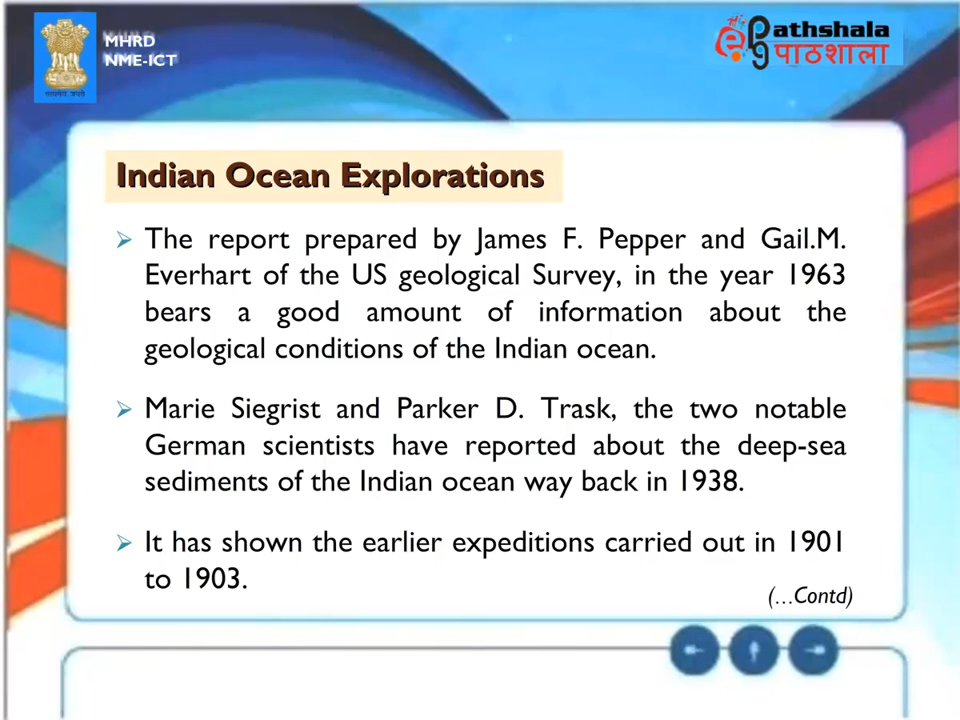 MHRD
NME-ICT
epg athshala
पाठशाला
Indian Ocean Explorations
The report prepared by James F. Pepper and Gail.M.
Everhart of the US geological Survey, in the year 1963
bears a good amount of information about the
geological conditions of the Indian ocean.
Marie Siegrist and Parker D. Trask, the two notable
German scientists have reported about the deep-sea
sediments of the Indian ocean way back in 1938.
It has shown the earlier expeditions carried out in 1901
to 1903.
(...Contd)